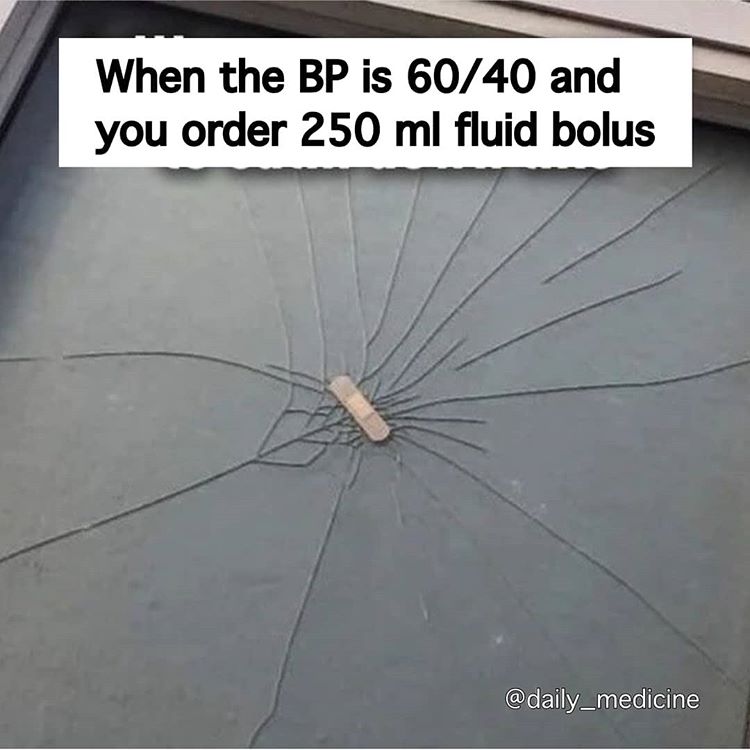 When the BP is 60/40 and
you order 250 ml fluid bolus
@daily_medicine